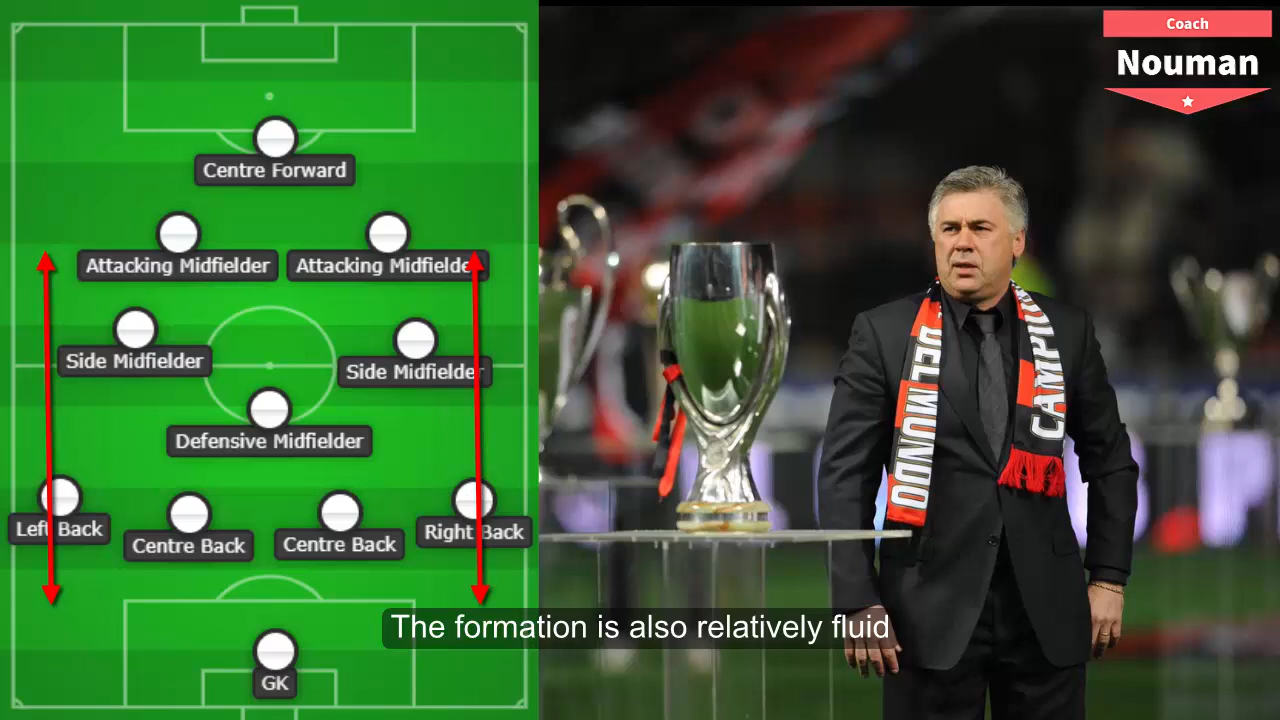 Coach
Nouman
Centre Forward
Attacking Midfielder
Attacking Midfielder
Side Midfielder
Side Midfielder
Defensive Midfielder
Left Back
Centre Back
Centre Back
Right Back
GK
DEL MUNDO
CAMPIO
The formation is also relatively fluid